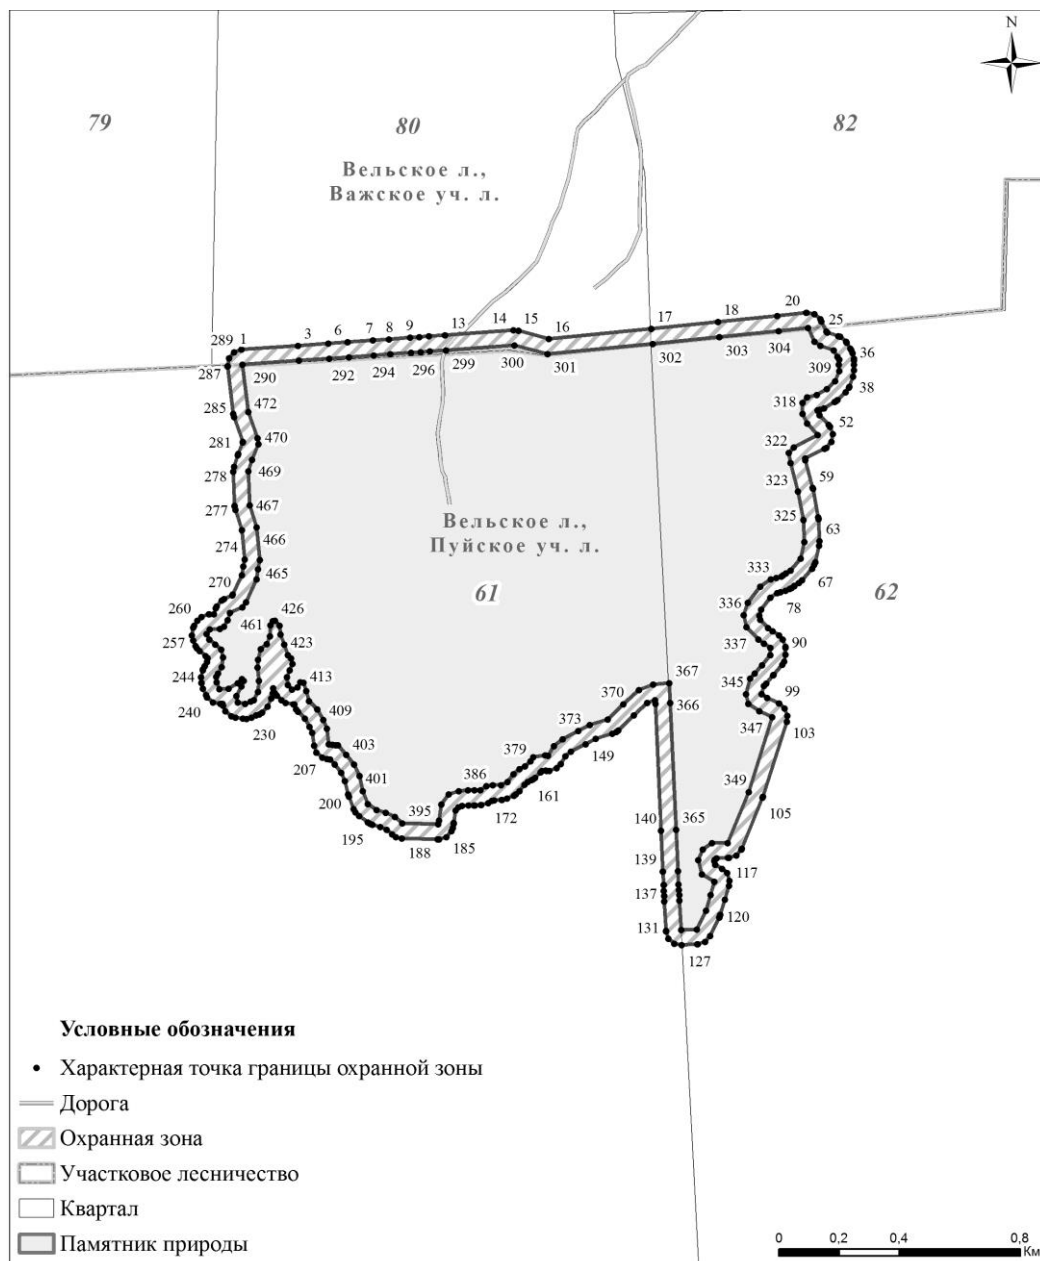 N
79
80
82
Вельское л.,
Важское уч. л.
289 1 3 6 7 8 9 13 14 15 16 17 18 20 25
287 290 292 294 296 299 300 301 302 303 304 309 36
38
285 472 318 52
281 470 322
278 469 323 59
277 467 325
Вельское л.,
Пуйское уч. л.
274 466 63
270 465 333 67
61
62
260 461 426 336 78
257 423 337 90
244 413 367 345 99
240 230 409 370 366 347 103
207 403 373 149
379
200 401 386 161 349 105
195 395 172
188 185 140 365
139 117
137
131 120
127
Условные обозначения
Характерная точка границы охранной зоны
Дорога
Охранная зона
Участковое лесничество
Квартал
Памятник природы
0 0,2 0,4 0,8
Км